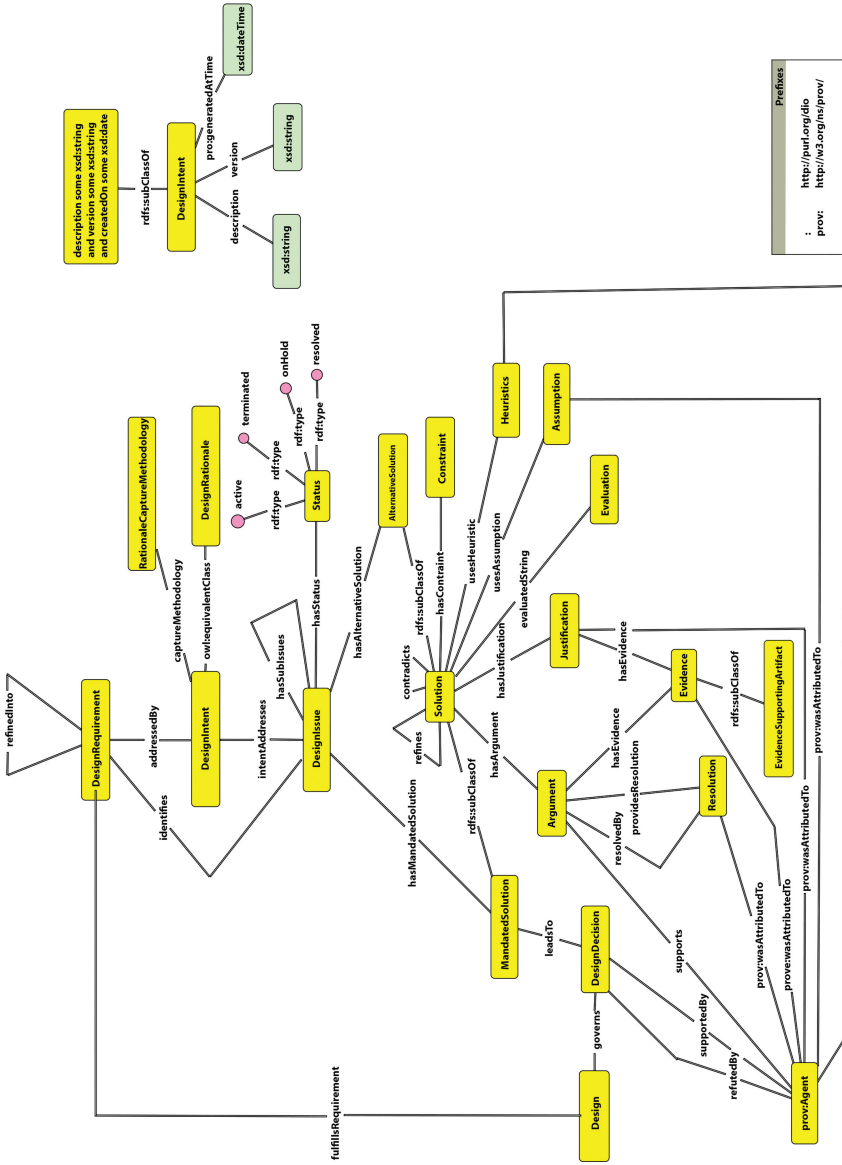 refinedInto
DesignRequirement
addressedBy
identifies
fulfillsRequirement
RationaleCaptureMethodology
captureMethodology
DesignRationale
owl:equivalentClass
DesignIntent
intentAddresses
description some xsd:string
and version some xsd:string
and createdOn some xsd:date
rdfs:subClassOf
DesignIntent
pro:generatedAtTime
xsd:dateTime
version
xsd:string
description
xsd:string
active
terminated
onHold
resolved
rdf:type
rdf:type
rdf:type
rdf:type
Status
hasStatus
hasSubIssues
DesignIssue
hasAlternativeSolution
hasMandatedSolution
AlternativeSolution
rdfs:subClassOf
Constraint
hasContraint
contradicts
Solution
refines
rdfs:subClassOf
MandatedSolution
leadsTo
usesHeuristic
Heuristics
usesAssumption
Assumption
evaluatedString
Evaluation
hasJustification
Justification
hasArgument
Argument
hasEvidence
hasEvidence
Evidence
rdfs:subClassOf
EvidenceSupportingArtifact
providesResolution
resolvedBy
Resolution
DesignDecision
governs
Design
supports
supportedBy
refutedBy
prov:wasAttributedTo
prove:wasAttributedTo
prov:wasAttributedTo
prov:wasAttributedTo
prov:Agent
Prefixes
: http://purl.org/dio
prov: http://w3.org/ns/prov/